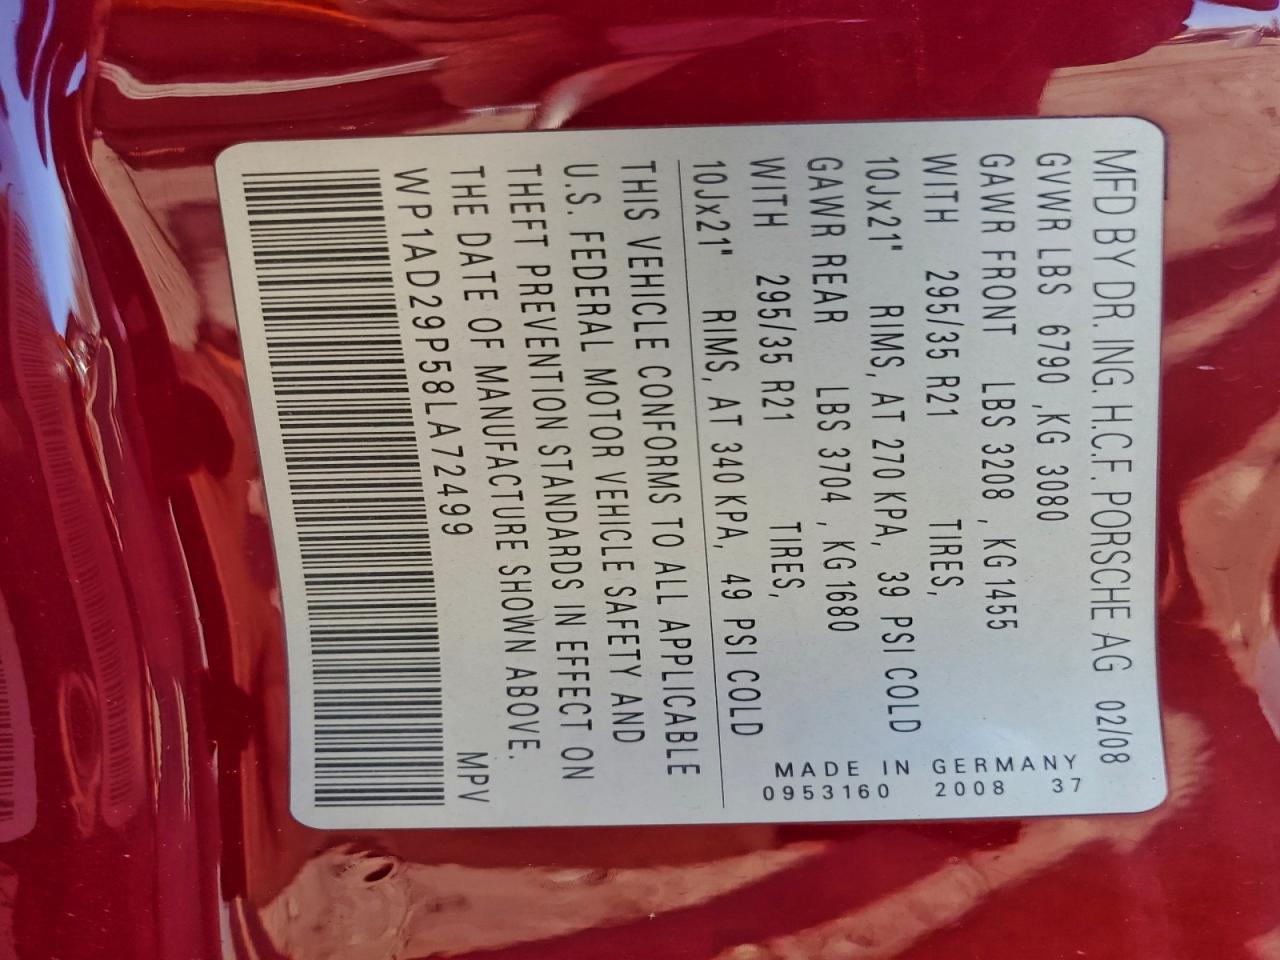 MFD BY DR. ING. H.C.F. PORSCHE AG 02/08
GVWR LBS 6790 ,KG 3080
GAWR FRONT LBS 3208 , KG 1455
WITH 295/35 R21 TIRES,
10Jx21" RIMS, AT 270 KPA, 39 PSI COLD
GAWR REAR LBS 3704 , KG 1680
WITH 295/35 R21 TIRES,
10Jx21" RIMS, AT 340 KPA, 49 PSI COLD
THIS VEHICLE CONFORMS TO ALL APPLICABLE
U.S. FEDERAL MOTOR VEHICLE SAFETY AND
THEFT PREVENTION STANDARDS IN EFFECT ON
THE DATE OF MANUFACTURE SHOWN ABOVE.
WP1AD29P58LA72499 MPV
MADE IN GERMANY
0953160 2008 37